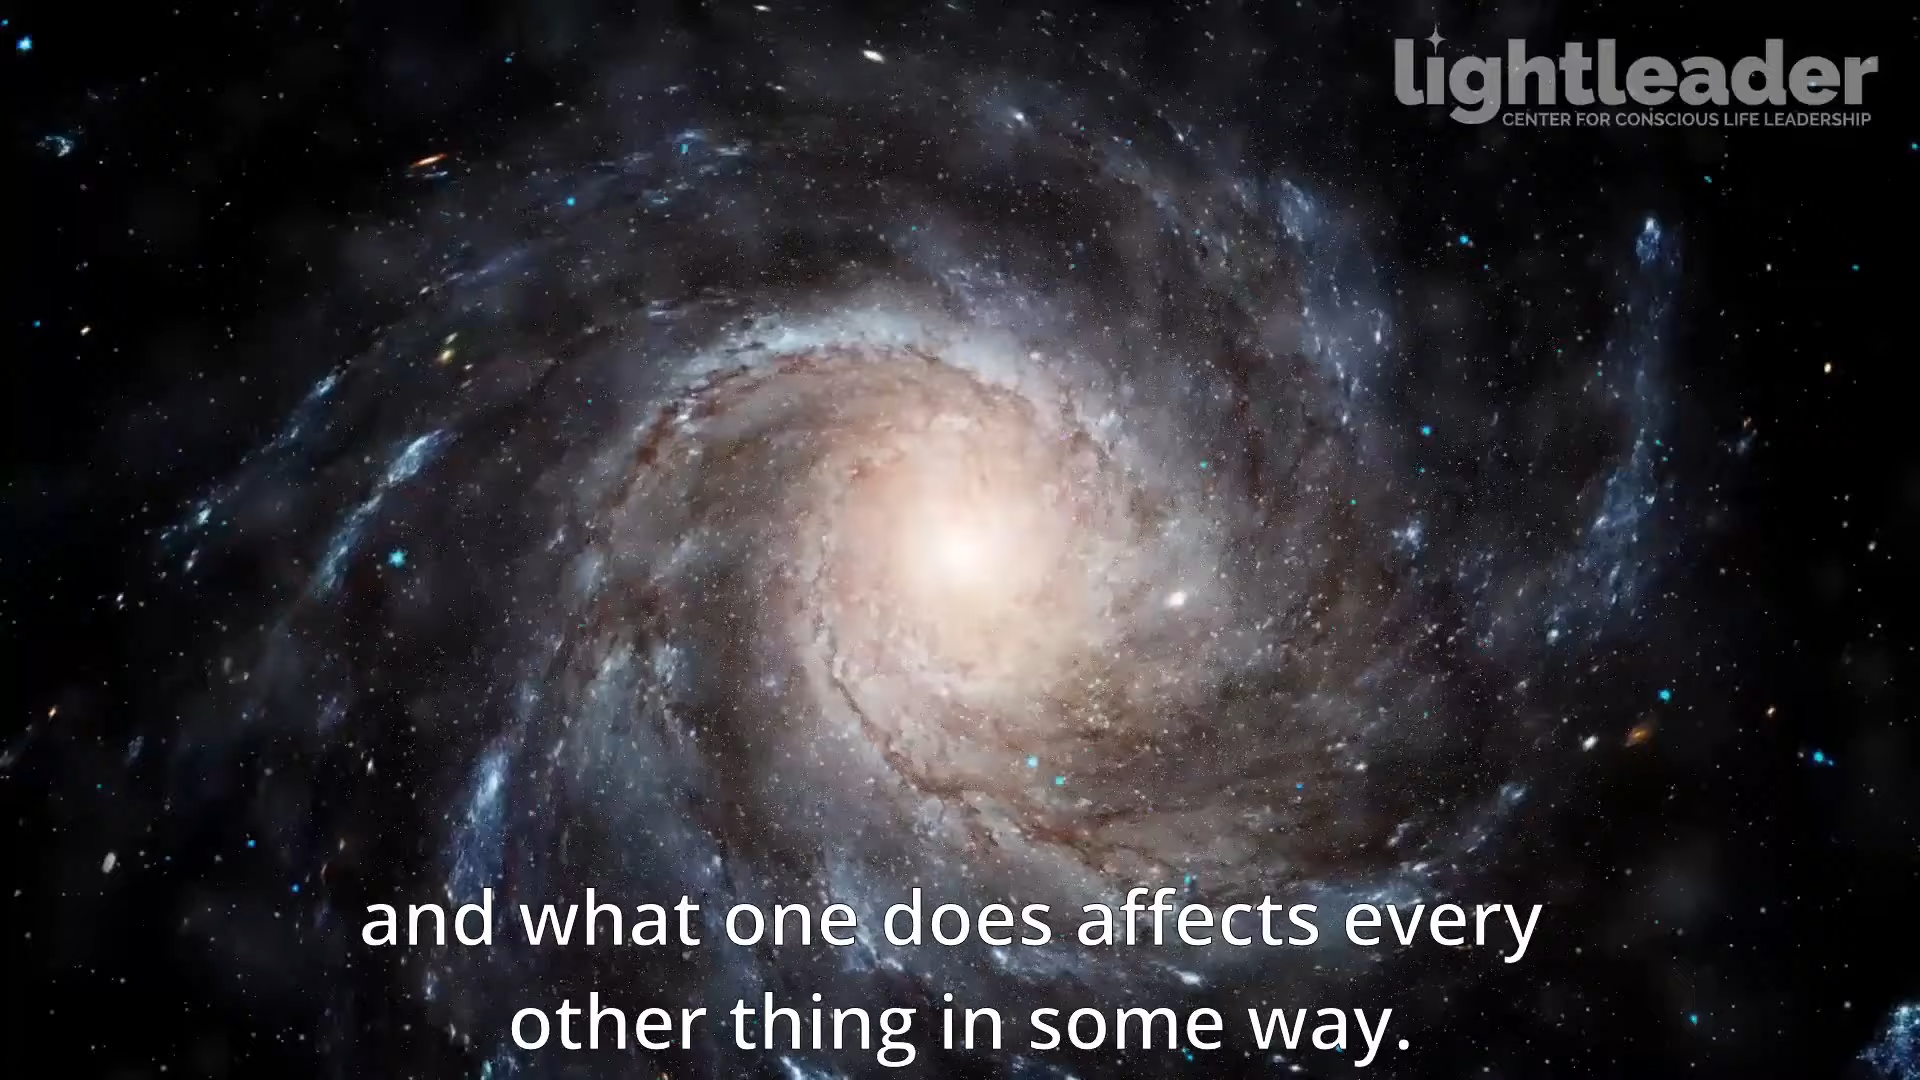 lightleader
CENTER FOR CONSCIOUS LIFE LEADERSHIP
and what one does affects every
other thing in some way.